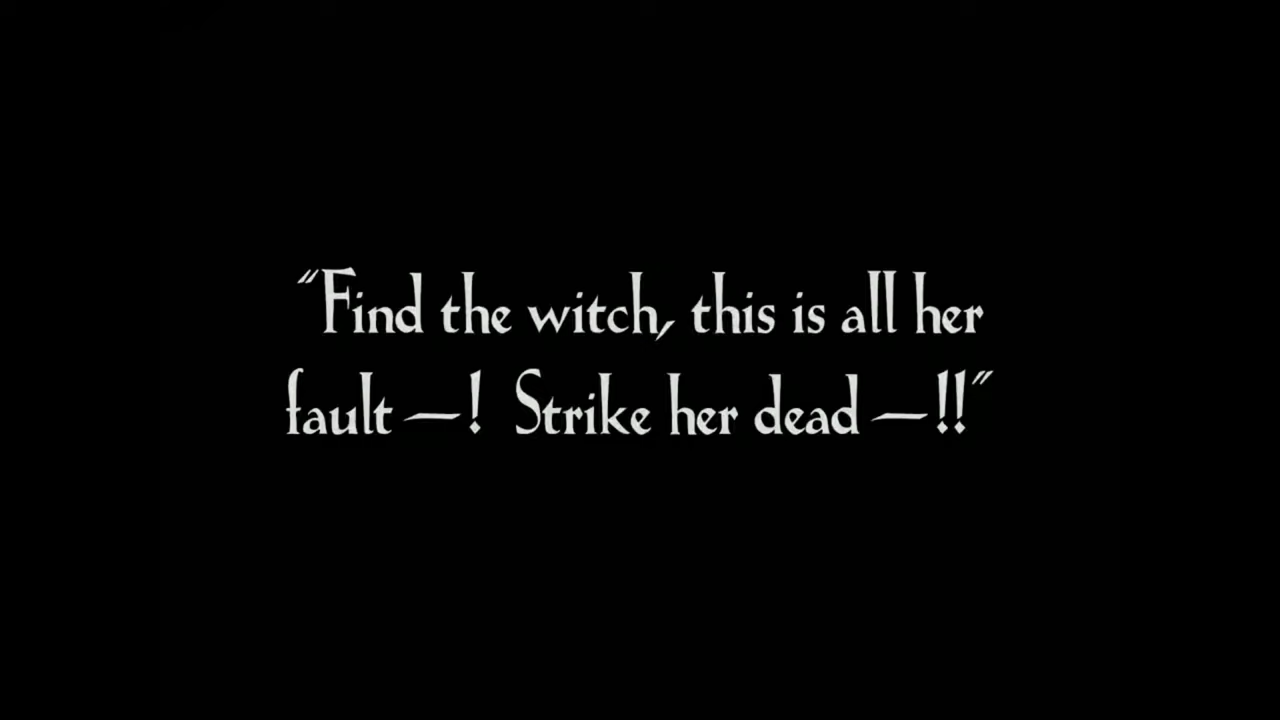 “Find the witch, this is all her
fault —! Strike her dead —!!”